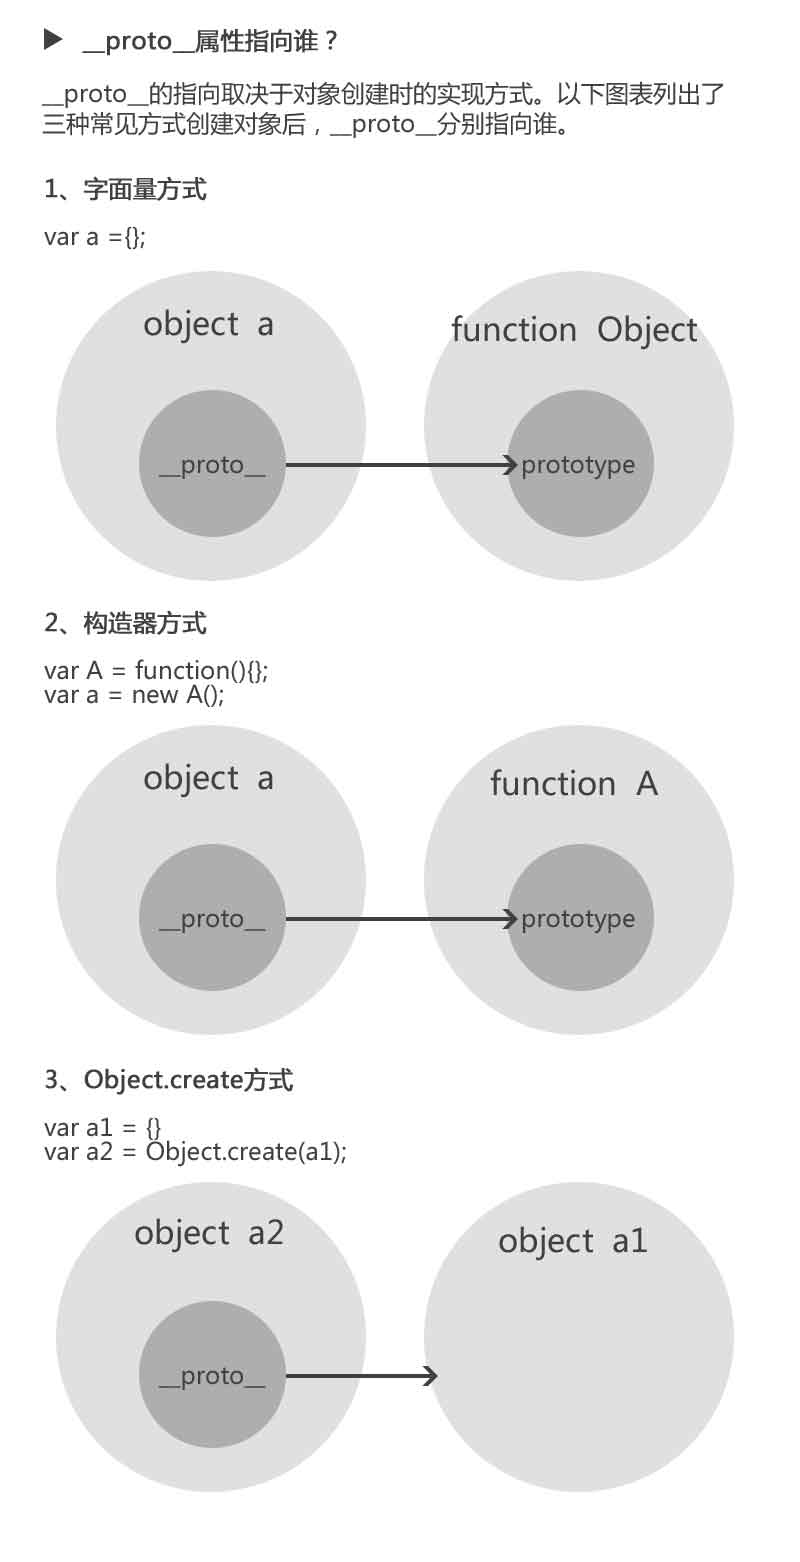 ▶ __proto__属性指向谁？
__proto__的指向取决于对象创建时的实现方式。以下图表列出了
三种常见方式创建对象后，__proto__分别指向谁。
1、字面量方式
var a ={};
object a
function Object
__proto__
prototype
2、构造器方式
var A = function(){};
var a = new A();
object a
function A
__proto__
prototype
3、Object.create方式
var a1 = {}
var a2 = Object.create(a1);
object a2
object a1
__proto__